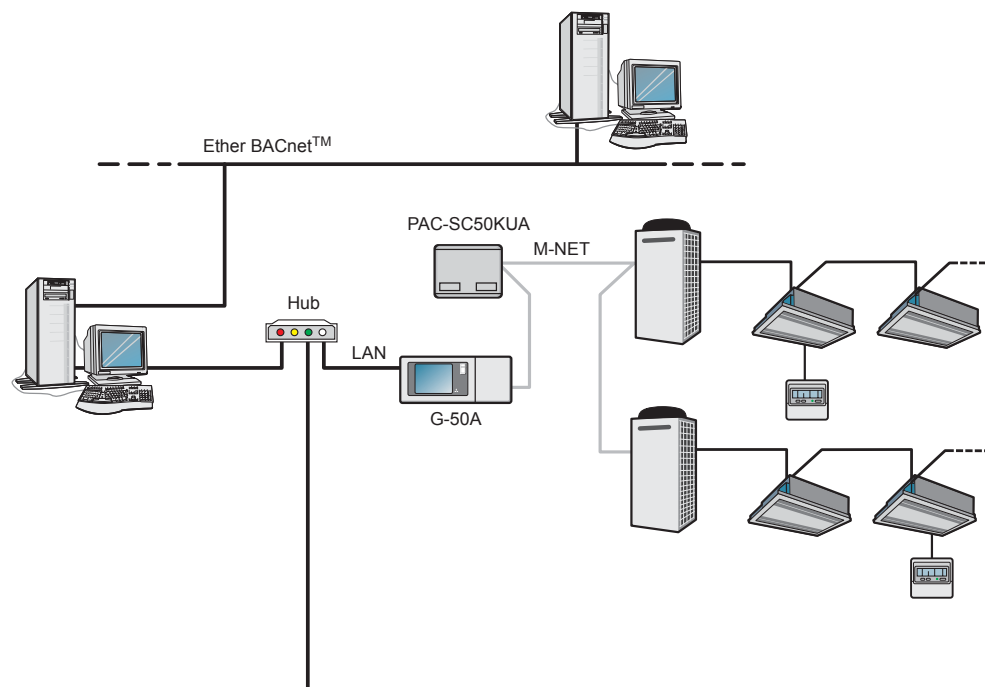 Ether BACnet™
PAC-SC50KUA
M-NET
Hub
LAN
G-50A